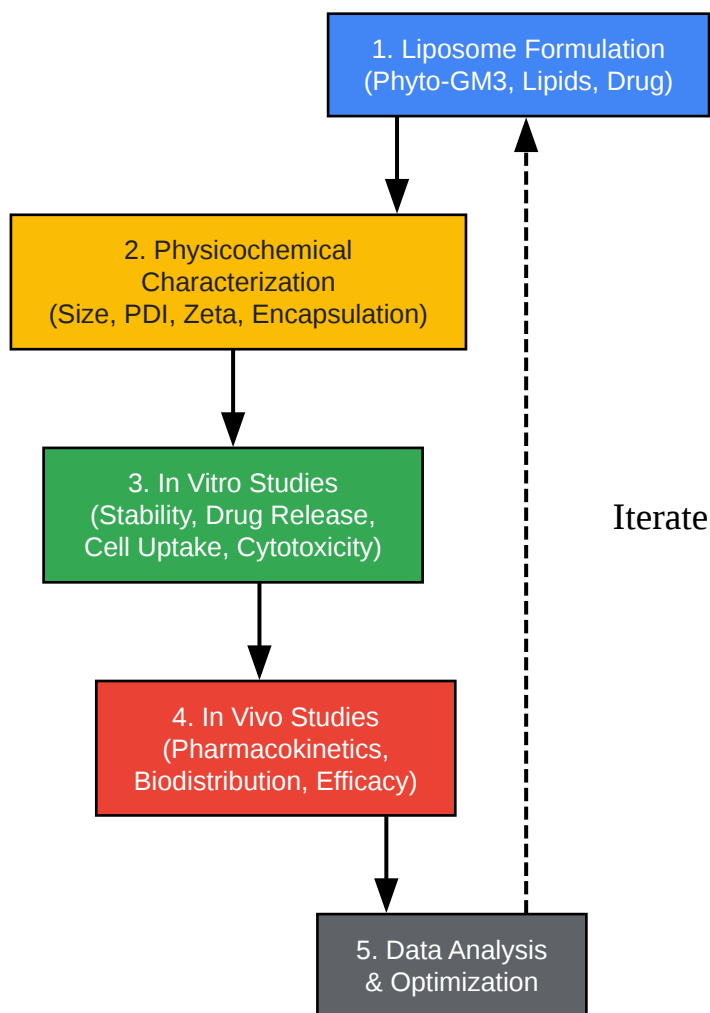 1. Liposome Formulation
(Phyto-GM3, Lipids, Drug)
2. Physicochemical
Characterization
(Size, PDI, Zeta, Encapsulation)
3. In Vitro Studies
(Stability, Drug Release,
Cell Uptake, Cytotoxicity)
Iterate
4. In Vivo Studies
(Pharmacokinetics,
Biodistribution, Efficacy)
5. Data Analysis
& Optimization